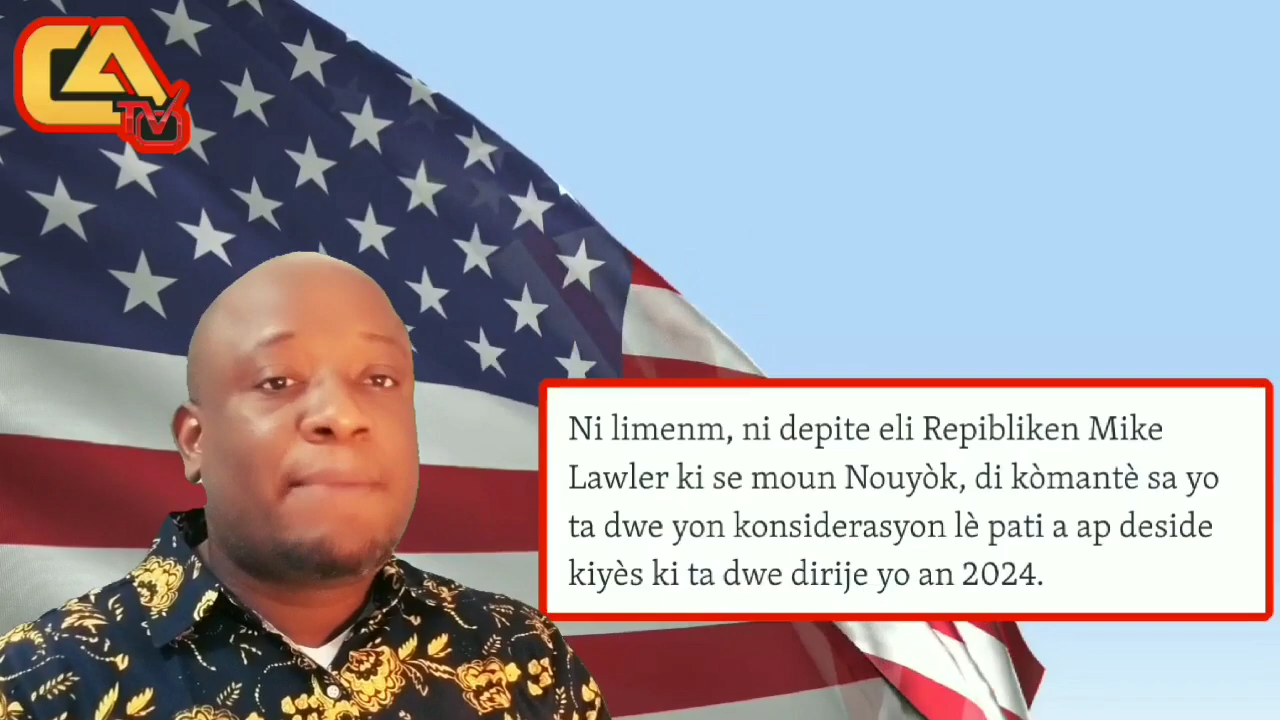 CA
TV
Ni limenm, ni depite eli Repibliken Mike
Lawler ki se moun Nouyòk, di kòmantè sa yo
ta dwe yon konsiderasyon lè pati a ap deside
kiyès ki ta dwe dirije yo an 2024.